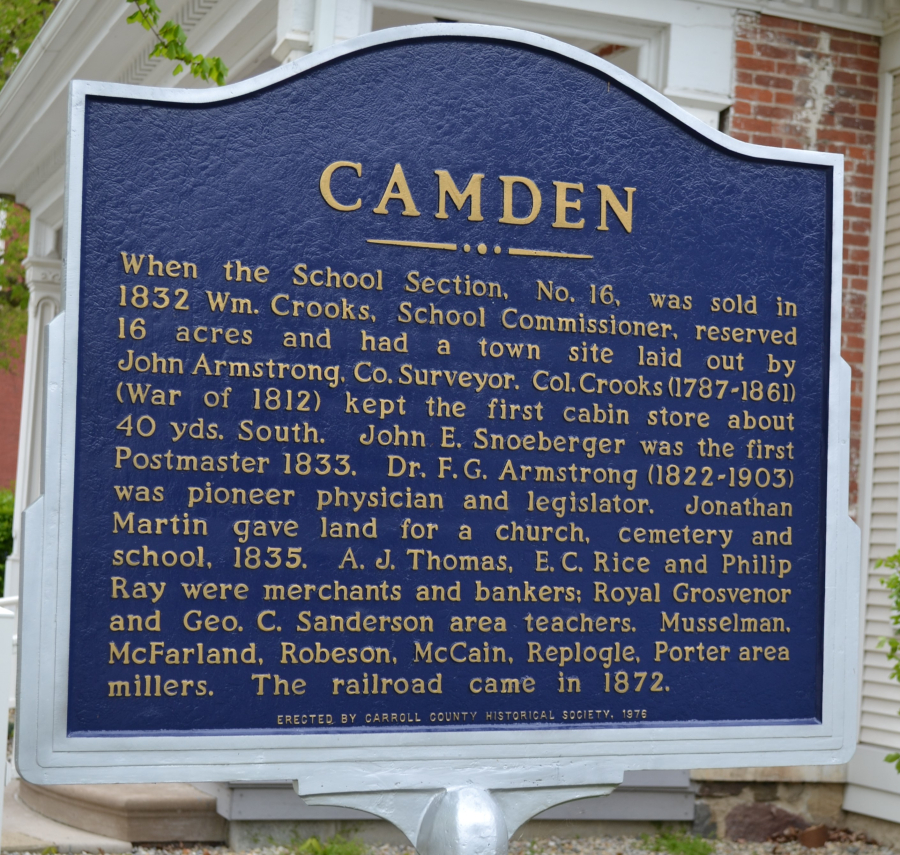 CAMDEN
When the School Section, No. 16, was sold in
1832 Wm. Crooks, School Commissioner, reserved
16 acres and had a town site laid out by
John Armstrong, Co. Surveyor. Col. Crooks (1787-1861)
(War of 1812) kept the first cabin store about
40 yds. South. John E. Snoeberger was the first
Postmaster 1833. Dr. F. G. Armstrong (1822-1903)
was pioneer physician and legislator. Jonathan
Martin gave land for a church, cemetery and
school, 1835. A. J. Thomas, E. C. Rice and Philip
Ray were merchants and bankers; Royal Grosvenor
and Geo. C. Sanderson area teachers. Musselman,
McFarland, Robeson, McCain, Replogle, Porter area
millers. The railroad came in 1872.
ERECTED BY CARROLL COUNTY HISTORICAL SOCIETY, 1976